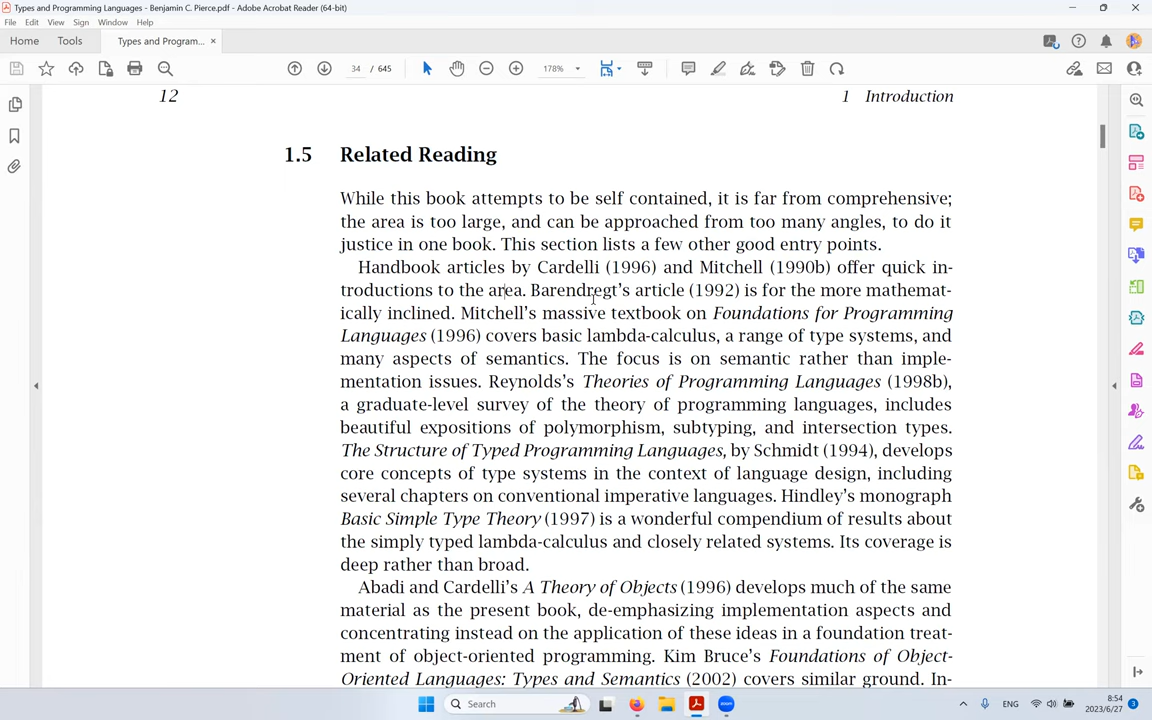 Types and Programming Languages - Benjamin C. Pierce.pdf - Adobe Acrobat Reader (64-bit)
File Edit View Sign Window Help
Home Tools Types and Program... ×
34 / 645 178%
12 1 Introduction
1.5 Related Reading
While this book attempts to be self contained, it is far from comprehensive;
the area is too large, and can be approached from too many angles, to do it
justice in one book. This section lists a few other good entry points.
Handbook articles by Cardelli (1996) and Mitchell (1990b) offer quick in-
troductions to the area. Barendregt's article (1992) is for the more mathemat-
ically inclined. Mitchell's massive textbook on Foundations for Programming
Languages (1996) covers basic lambda-calculus, a range of type systems, and
many aspects of semantics. The focus is on semantic rather than imple-
mentation issues. Reynolds's Theories of Programming Languages (1998b),
a graduate-level survey of the theory of programming languages, includes
beautiful expositions of polymorphism, subtyping, and intersection types.
The Structure of Typed Programming Languages, by Schmidt (1994), develops
core concepts of type systems in the context of language design, including
several chapters on conventional imperative languages. Hindley's monograph
Basic Simple Type Theory (1997) is a wonderful compendium of results about
the simply typed lambda-calculus and closely related systems. Its coverage is
deep rather than broad.
Abadi and Cardelli's A Theory of Objects (1996) develops much of the same
material as the present book, de-emphasizing implementation aspects and
concentrating instead on the application of these ideas in a foundation treat-
ment of object-oriented programming. Kim Bruce's Foundations of Object-
Oriented Languages: Types and Semantics (2002) covers similar ground. In-
Search
zoom
ENG
8:54
2023/6/27
3